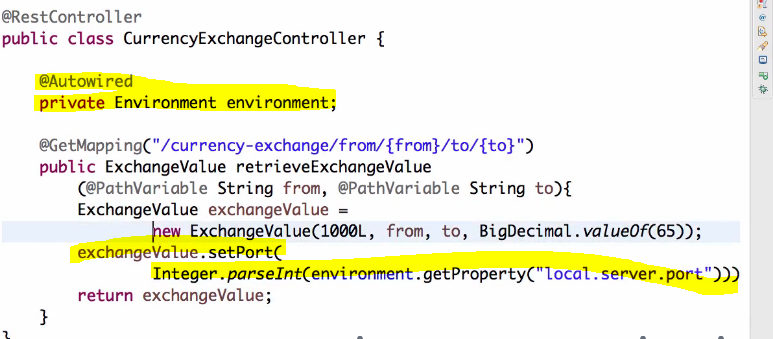 @RestController
public class CurrencyExchangeController {
@Autowired
private Environment environment;
@GetMapping("/currency-exchange/from/{from}/to/{to}")
public ExchangeValue retrieveExchangeValue
(@PathVariable String from, @PathVariable String to){
ExchangeValue exchangeValue =
new ExchangeValue(1000L, from, to, BigDecimal.valueOf(65));
exchangeValue.setPort(
Integer.parseInt(environment.getProperty("local.server.port")))
return exchangeValue;
}
}